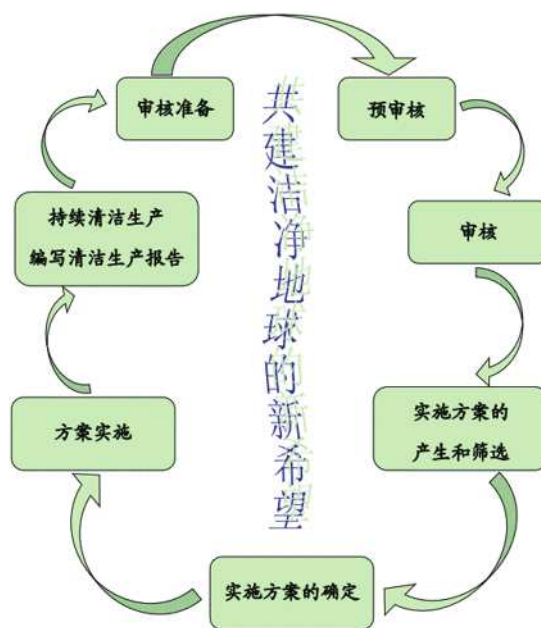 审核准备
预审核
审核
实施方案的
产生和筛选
实施方案的确定
方案实施
持续清洁生产
编写清洁生产报告
共建洁净地球的新希望